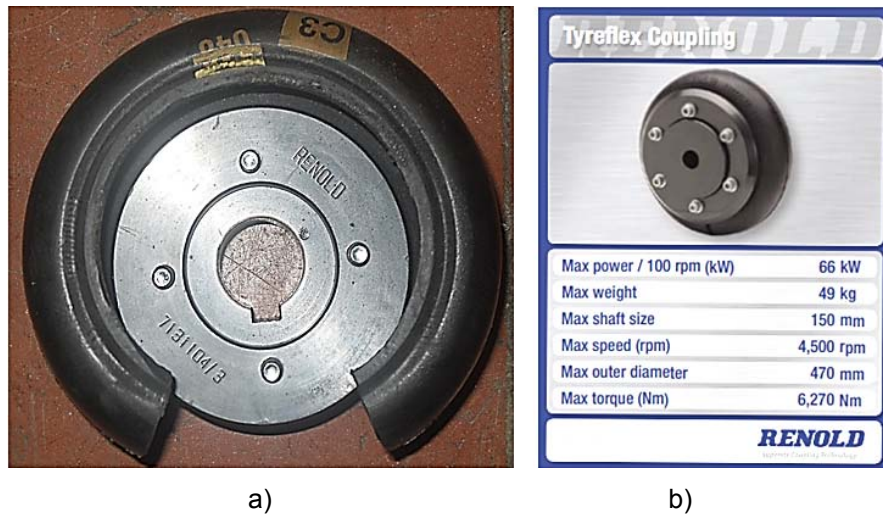 C3
040
RENOLD
7131104/3
a)
Tyreflex Coupling
Max power / 100 rpm (kW) 66 kW
Max weight 49 kg
Max shaft size 150 mm
Max speed (rpm) 4,500 rpm
Max outer diameter 470 mm
Max torque (Nm) 6,270 Nm
RENOLD
b)